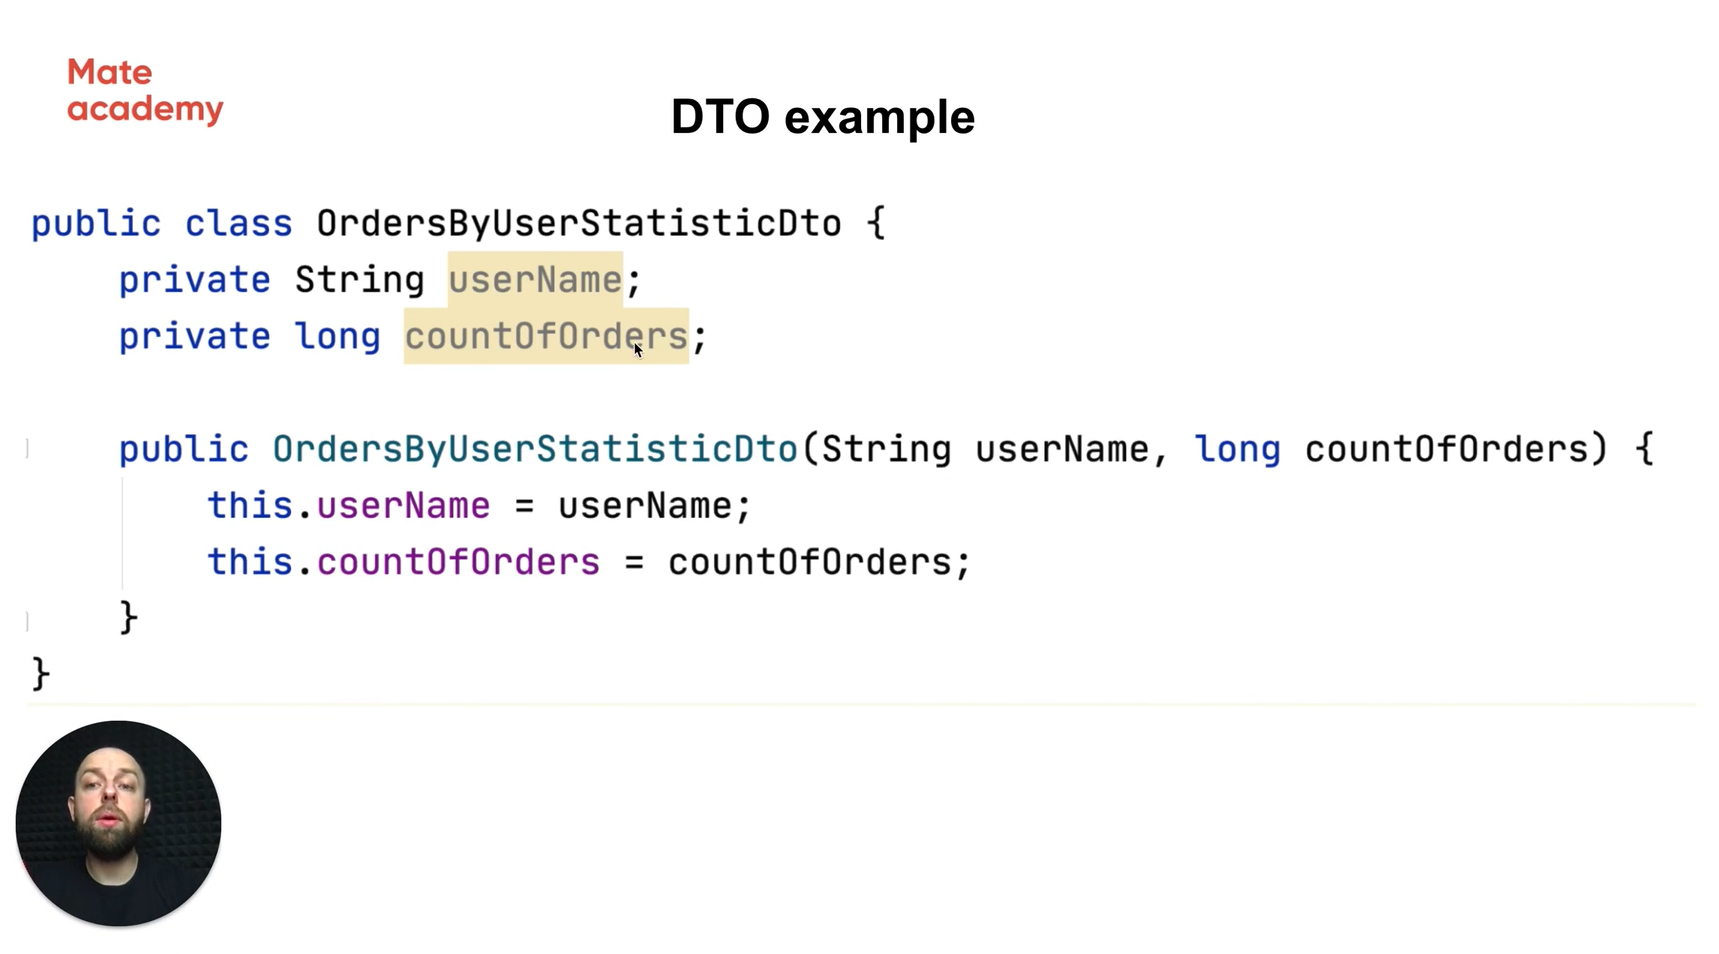 Mate
academy
DTO example
public class OrdersByUserStatisticDto {
private String userName;
private long countOfOrders;
public OrdersByUserStatisticDto(String userName, long countOfOrders) {
this.userName = userName;
this.countOfOrders = countOfOrders;
}
}